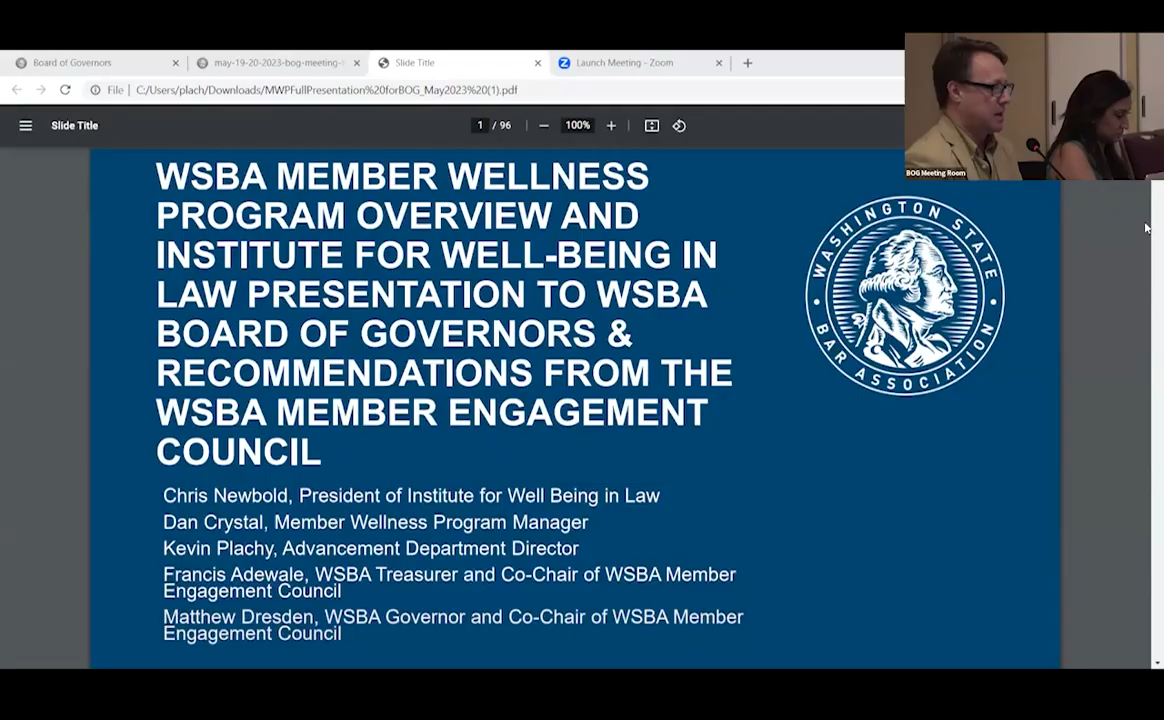 Board of Governors
may-19-20-2023-bog-meeting-
Slide Title
Launch Meeting - Zoom
File
C:/Users/plach/Downloads/MWPFullPresentation%20forBOG_May2023%20(1).pdf
Slide Title
1 / 96
100%
BOG Meeting Room
WSBA MEMBER WELLNESS
PROGRAM OVERVIEW AND
INSTITUTE FOR WELL-BEING IN
LAW PRESENTATION TO WSBA
BOARD OF GOVERNORS &
RECOMMENDATIONS FROM THE
WSBA MEMBER ENGAGEMENT
COUNCIL
WASHINGTON STATE
BAR ASSOCIATION
Chris Newbold, President of Institute for Well Being in Law
Dan Crystal, Member Wellness Program Manager
Kevin Plachy, Advancement Department Director
Francis Adewale, WSBA Treasurer and Co-Chair of WSBA Member
Engagement Council
Matthew Dresden, WSBA Governor and Co-Chair of WSBA Member
Engagement Council